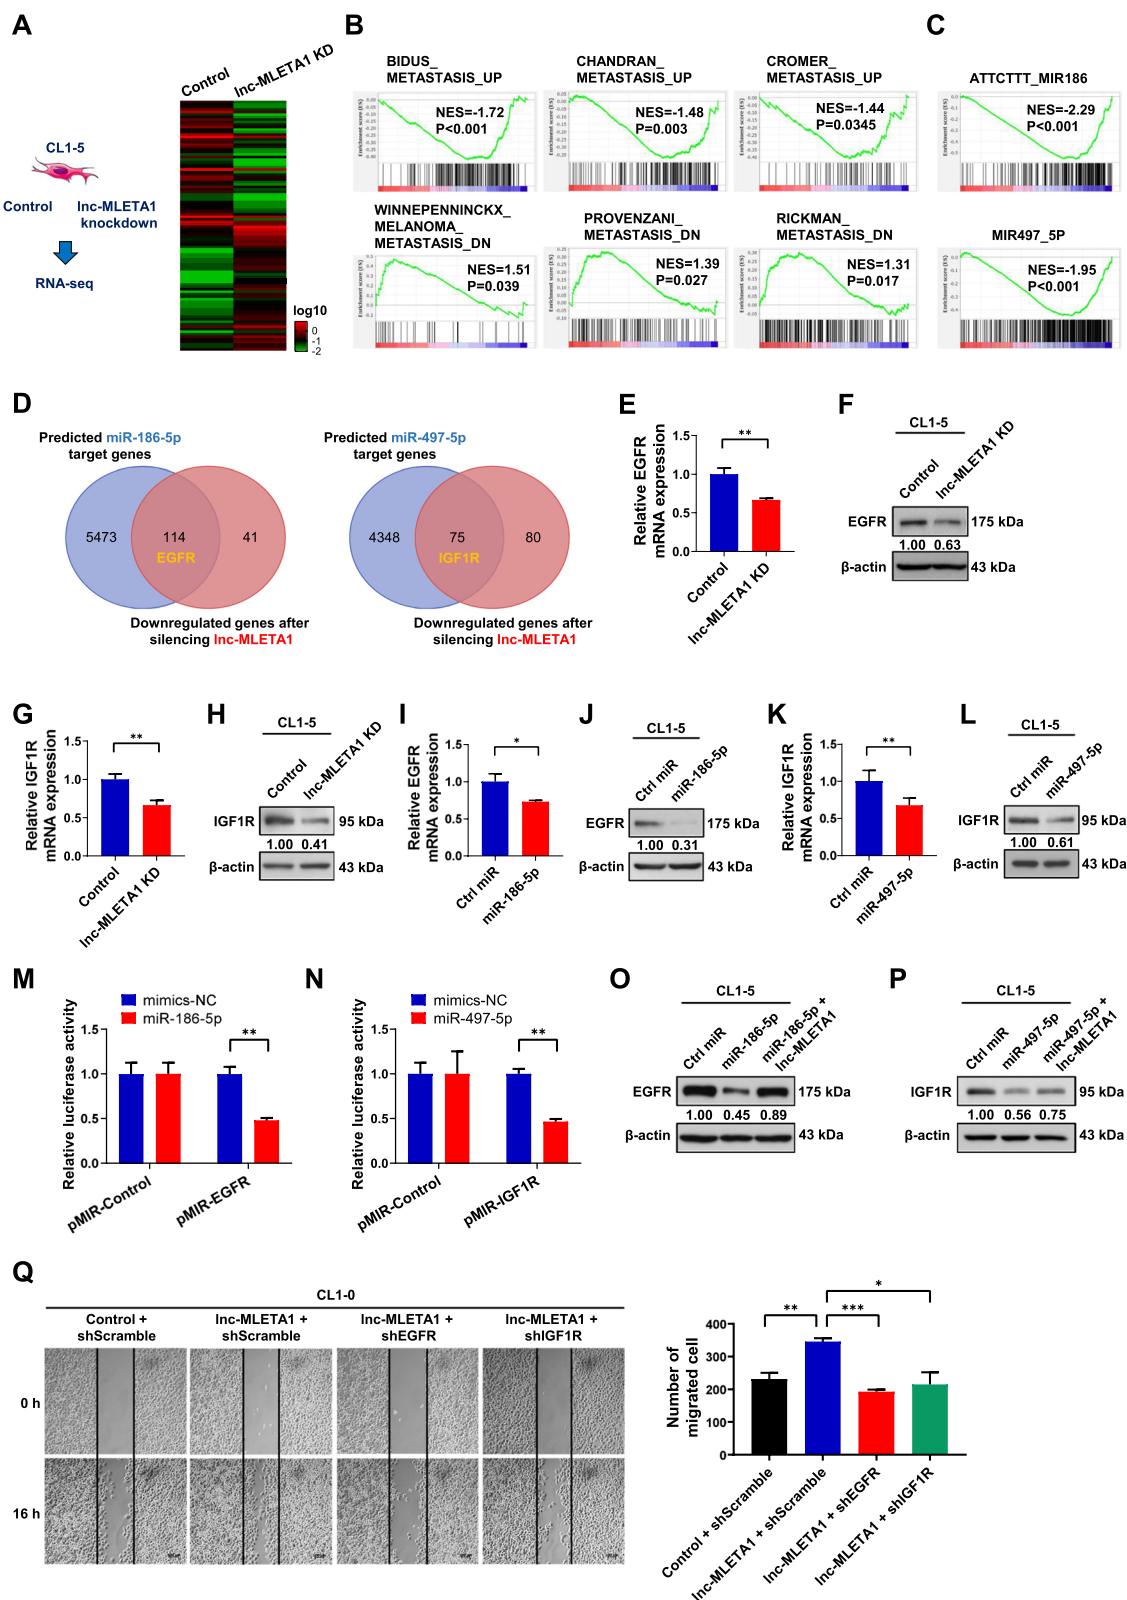 A
Control
lnc-MLETA1 KD
CL1-5
Control
lnc-MLETA1
knockdown
RNA-seq
log10
0
-1
-2
B
BIDUS_
METASTASIS_UP
NES=-1.72
P<0.001
CHANDRAN_
METASTASIS_UP
NES=-1.48
P=0.003
CROMER_
METASTASIS_UP
NES=-1.44
P=0.0345
WINNEPENNINCKX_
MELANOMA_
METASTASIS_DN
NES=1.51
P=0.039
PROVENZANI_
METASTASIS_DN
NES=1.39
P=0.027
RICKMAN_
METASTASIS_DN
NES=1.31
P=0.017
C
ATTCTTT_MIR186
NES=-2.29
P<0.001
MIR497_5P
NES=-1.95
P<0.001
D
Predicted miR-186-5p
target genes
5473
114
41
EGFR
Downregulated genes after
silencing lnc-MLETA1
Predicted miR-497-5p
target genes
4348
75
80
IGF1R
Downregulated genes after
silencing lnc-MLETA1
E
Relative EGFR
mRNA expression
1.5
1.0
0.5
0.0
**
Control
lnc-MLETA1 KD
F
CL1-5
Control
lnc-MLETA1 KD
EGFR
175 kDa
1.00 0.63
β-actin
43 kDa
G
Relative IGF1R
mRNA expression
1.5
1.0
0.5
0.0
**
Control
lnc-MLETA1 KD
H
CL1-5
Control
lnc-MLETA1 KD
IGF1R
95 kDa
1.00 0.41
β-actin
43 kDa
I
Relative EGFR
mRNA expression
1.5
1.0
0.5
0.0
*
Ctrl miR
miR-186-5p
J
CL1-5
Ctrl miR
miR-186-5p
EGFR
175 kDa
1.00 0.31
β-actin
43 kDa
K
Relative IGF1R
mRNA expression
1.5
1.0
0.5
0.0
**
Ctrl miR
miR-497-5p
L
CL1-5
Ctrl miR
miR-497-5p
IGF1R
95 kDa
1.00 0.61
β-actin
43 kDa
M
mimics-NC
miR-186-5p
Relative luciferase activity
1.5
1.0
0.5
0.0
**
pMIR-Control
pMIR-EGFR
N
mimics-NC
miR-497-5p
Relative luciferase activity
1.5
1.0
0.5
0.0
**
pMIR-Control
pMIR-IGF1R
O
CL1-5
Ctrl miR
miR-186-5p
miR-186-5p +
lnc-MLETA1
EGFR
175 kDa
1.00 0.45 0.89
β-actin
43 kDa
P
CL1-5
Ctrl miR
miR-497-5p
miR-497-5p +
lnc-MLETA1
IGF1R
95 kDa
1.00 0.56 0.75
β-actin
43 kDa
Q
CL1-0
Control +
shScramble
lnc-MLETA1 +
shScramble
lnc-MLETA1 +
shEGFR
lnc-MLETA1 +
shIGF1R
0 h
16 h
Number of
migrated cell
400
300
200
100
0
**
***
*
Control + shScramble
lnc-MLETA1 + shScramble
lnc-MLETA1 + shEGFR
lnc-MLETA1 + shIGF1R